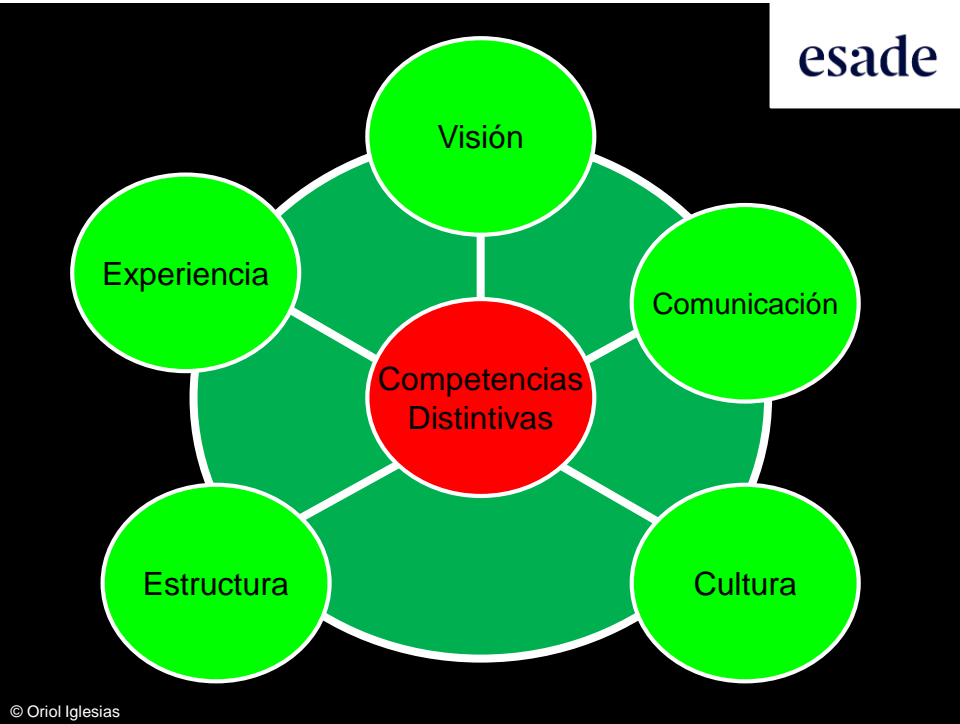 esade
Visión
Experiencia
Comunicación
Competencias
Distintivas
Estructura
Cultura
© Oriol Iglesias